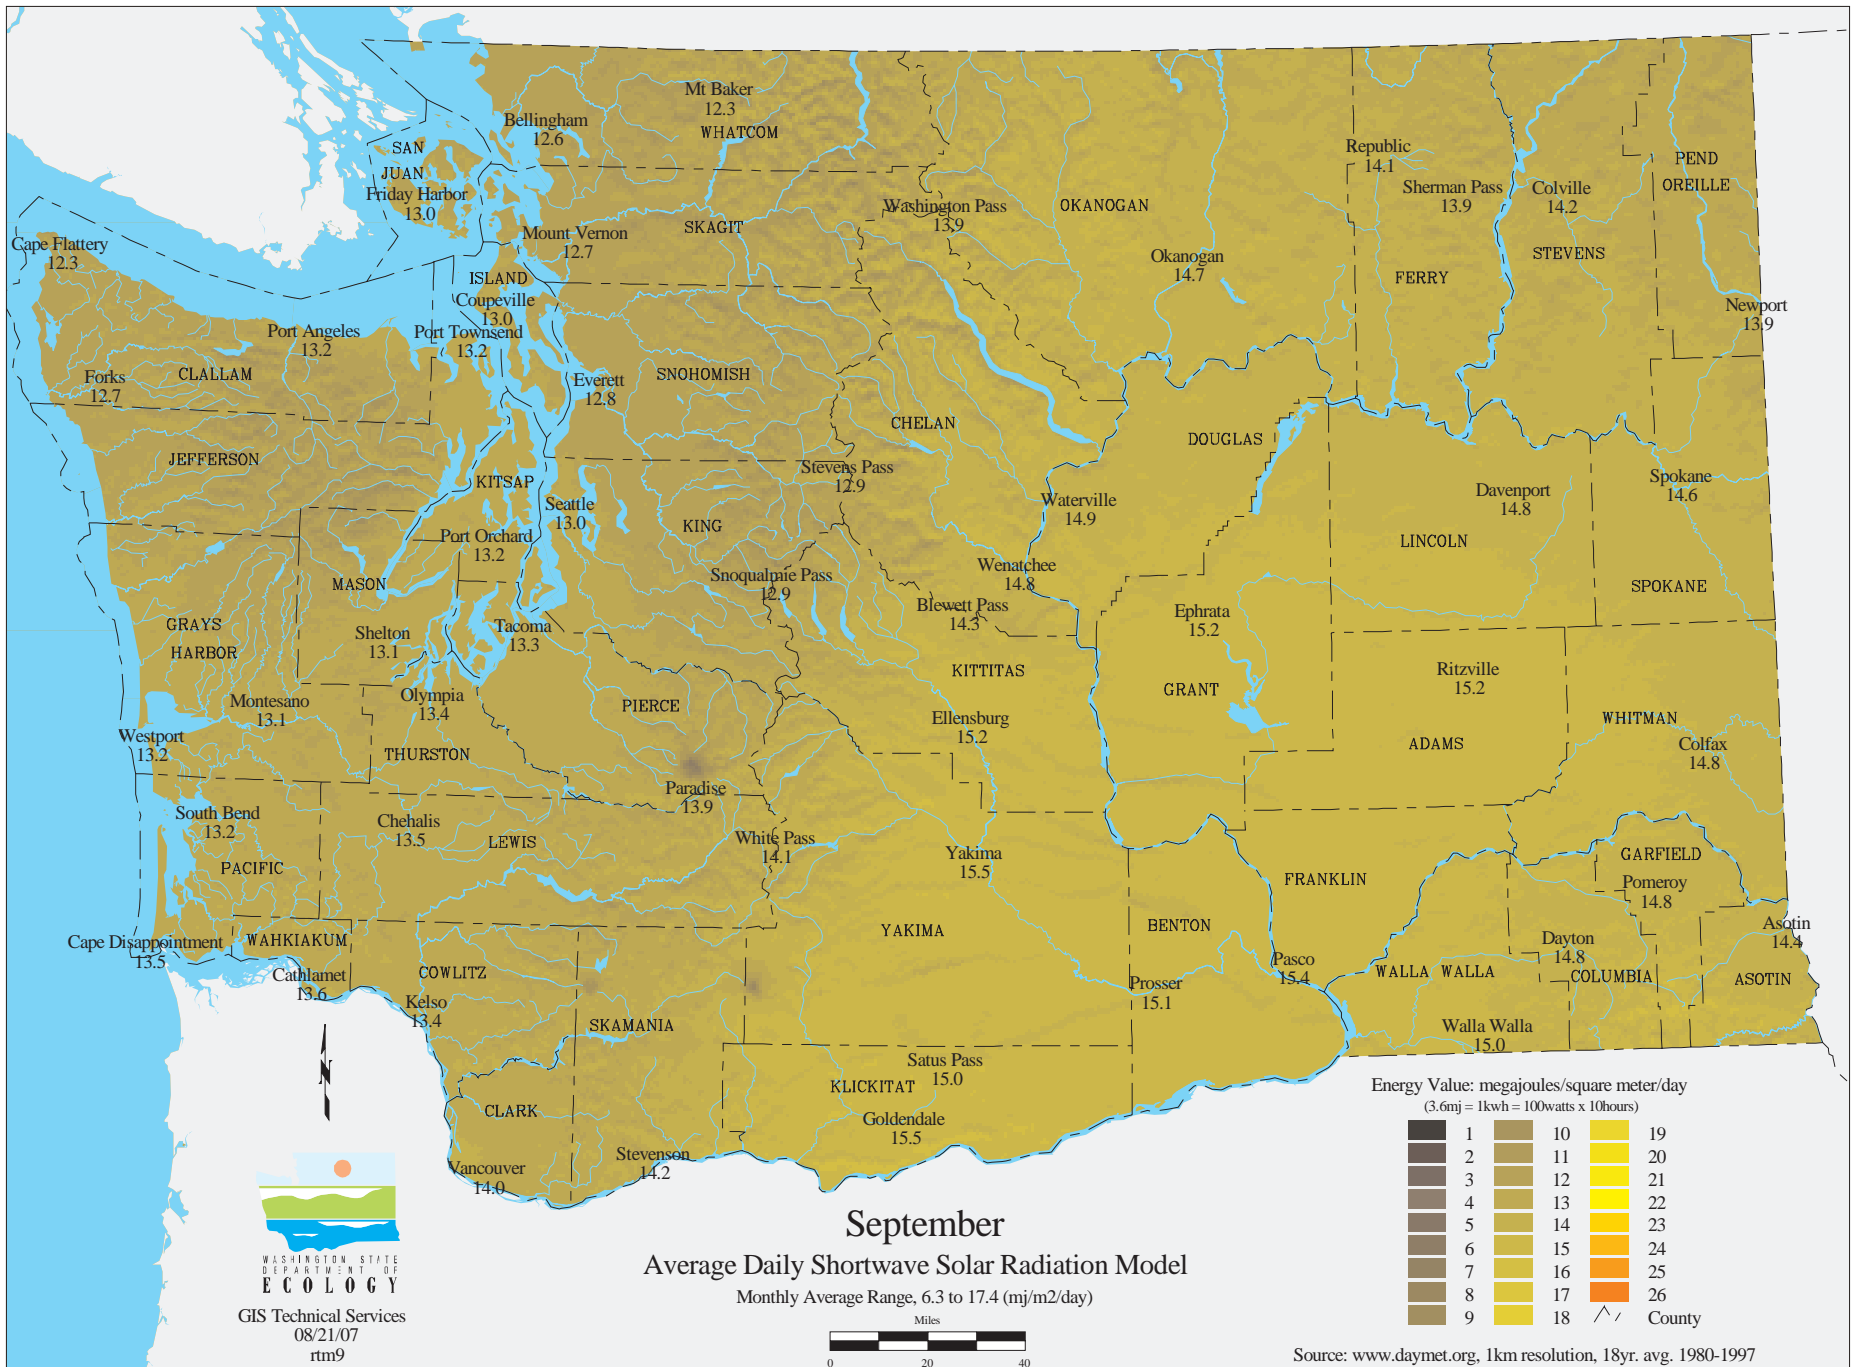 Mt Baker
12.3
WHATCOM
Bellingham
12.6
SAN
JUAN
Friday Harbor
13.0
Republic
14.1
PEND
OREILLE
Sherman Pass
13.9
Colville
14.2
Washington Pass
13.9
OKANOGAN
SKAGIT
Mount Vernon
12.7
Cape Flattery
12.3
STEVENS
Okanogan
14.7
FERRY
ISLAND
Coupeville
13.0
Newport
13.9
Port Angeles
13.2
Port Townsend
13.2
CLALLAM
Forks
12.7
Everett
12.8
SNOHOMISH
CHELAN
DOUGLAS
JEFFERSON
KITSAP
Stevens Pass
12.9
Spokane
14.6
Davenport
14.8
Waterville
14.9
Seattle
13.0
KING
Port Orchard
13.2
LINCOLN
MASON
Snoqualmie Pass
12.9
Wenatchee
14.8
SPOKANE
Blewett Pass
14.3
Ephrata
15.2
GRAYS
HARBOR
Shelton
13.1
Tacoma
13.3
KITTITAS
Ritzville
15.2
GRANT
Montesano
13.1
Olympia
13.4
PIERCE
Ellensburg
15.2
WHITMAN
Westport
13.2
THURSTON
ADAMS
Colfax
14.8
Paradise
13.9
South Bend
13.2
Chehalis
13.5
LEWIS
White Pass
14.1
Yakima
15.5
GARFIELD
Pomeroy
14.8
PACIFIC
FRANKLIN
YAKIMA
BENTON
Asotin
14.4
Cape Disappointment
13.5
WAHKIAKUM
Dayton
14.8
Cathlamet
13.6
COWLITZ
Pasco
15.4
WALLA WALLA
COLUMBIA
ASOTIN
Prosser
15.1
Kelso
13.4
SKAMANIA
Walla Walla
15.0
N
Satus Pass
15.0
KLICKITAT
CLARK
Goldendale
15.5
Stevenson
14.2
Vancouver
14.0
Energy Value: megajoules/square meter/day
(3.6mj = 1kwh = 100watts x 10hours)
1 10 19
2 11 20
3 12 21
4 13 22
5 14 23
6 15 24
7 16 25
8 17 26
9 18 County
September
Average Daily Shortwave Solar Radiation Model
Monthly Average Range, 6.3 to 17.4 (mj/m2/day)
Miles
0 20 40
WASHINGTON STATE
DEPARTMENT OF
ECOLOGY
GIS Technical Services
08/21/07
rtm9
Source: www.daymet.org, 1km resolution, 18yr. avg. 1980-1997